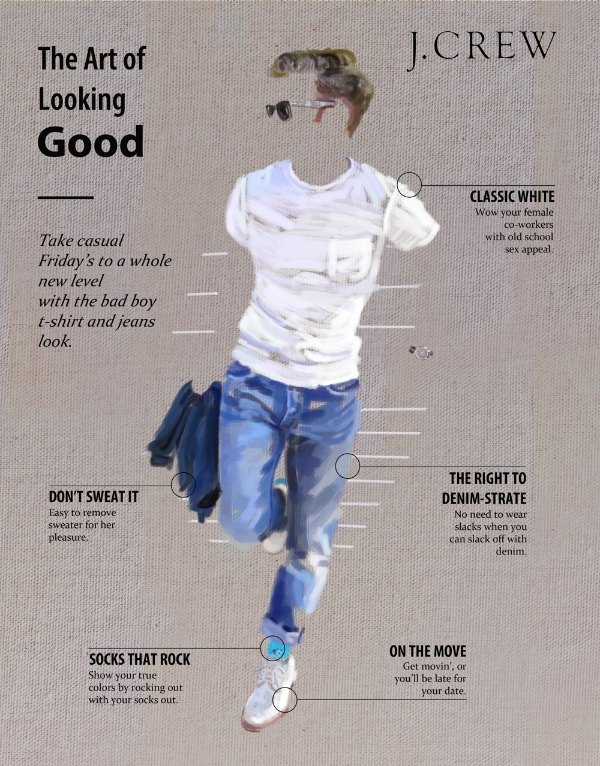 The Art of
Looking
Good
J.CREW
Take casual
Friday's to a whole
new level
with the bad boy
t-shirt and jeans
look.
CLASSIC WHITE
Wow your female
co-workers
with old school
sex appeal.
DON'T SWEAT IT
Easy to remove
sweater for her
pleasure.
THE RIGHT TO
DENIM-STRATE
No need to wear
slacks when you
can slack off with
denim.
SOCKS THAT ROCK
Show your true
colors by rocking out
with your socks out.
ON THE MOVE
Get movin', or
you'll be late for
your date.